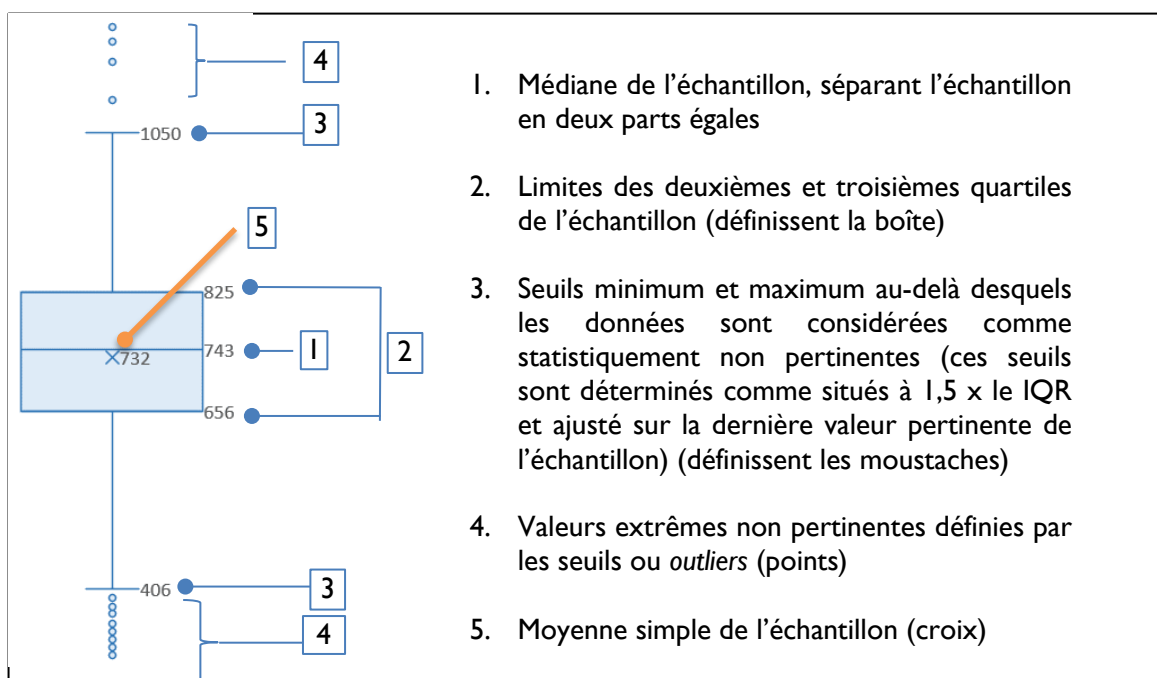 4
1050
3
5
825
743
1
732
2
656
406
3
4
1. Médiane de l’échantillon, séparant l’échantillon
en deux parts égales
2. Limites des deuxièmes et troisièmes quartiles
de l’échantillon (définissent la boîte)
3. Seuils minimum et maximum au-delà desquels
les données sont considérées comme
statistiquement non pertinentes (ces seuils
sont déterminés comme situés à 1,5 x le IQR
et ajusté sur la dernière valeur pertinente de
l’échantillon) (définissent les moustaches)
4. Valeurs extrêmes non pertinentes définies par
les seuils ou outliers (points)
5. Moyenne simple de l’échantillon (croix)